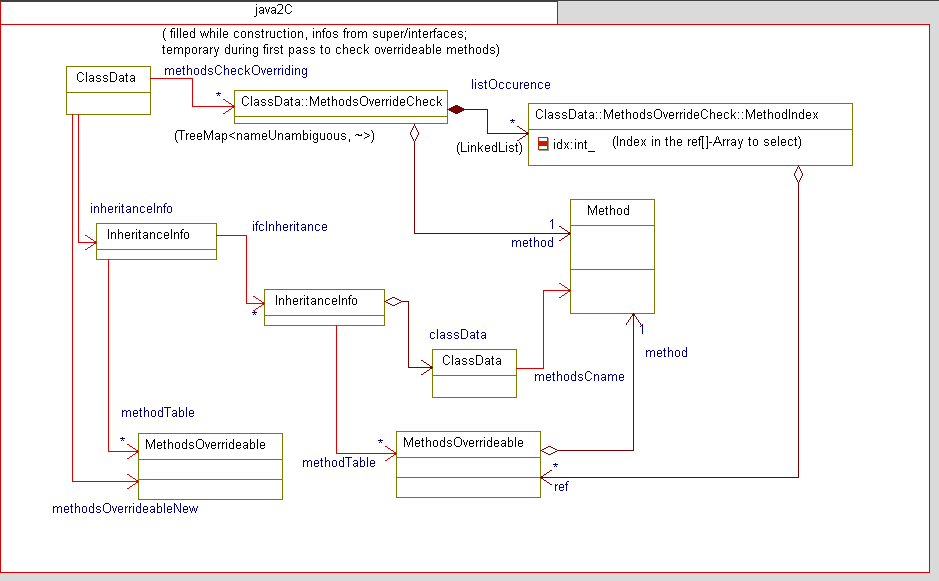 java2C
( filled while construction, infos from super/interfaces;
temporary during first pass to check overrideable methods)
ClassData
methodsCheckOverriding
*
ClassData::MethodsOverrideCheck
(TreeMap<nameUnambiguous, ~>)
listOccurence
*
(LinkedList)
ClassData::MethodsOverrideCheck::MethodIndex
idx:int_
(Index in the ref[]-Array to select)
inheritanceInfo
InheritanceInfo
ifcInheritance
*
1
method
Method
InheritanceInfo
classData
ClassData
methodsCname
1
method
methodTable
*
MethodsOverrideable
methodsOverrideableNew
methodTable
*
MethodsOverrideable
*
ref